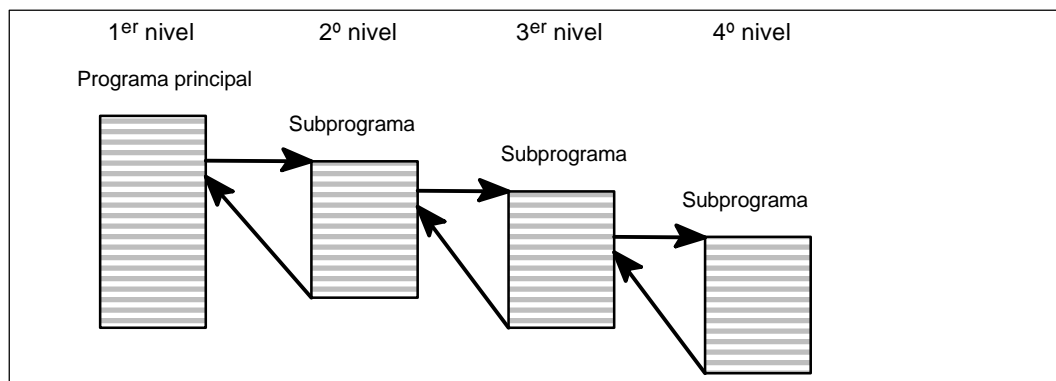 1er nivel 2º nivel 3er nivel 4º nivel
Programa principal
Subprograma
Subprograma
Subprograma